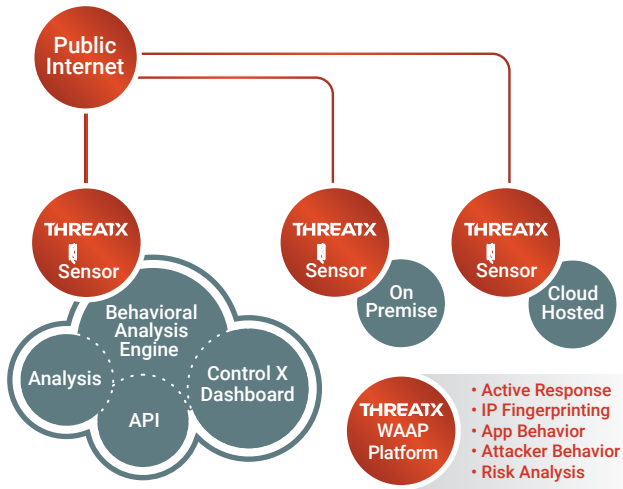 Public
Internet
THREATX
Sensor
THREATX
Sensor
THREATX
Sensor
On
Premise
Cloud
Hosted
Behavioral
Analysis
Engine
Analysis
Control X
Dashboard
API
THREATX
WAAP
Platform
• Active Response
• IP Fingerprinting
• App Behavior
• Attacker Behavior
• Risk Analysis